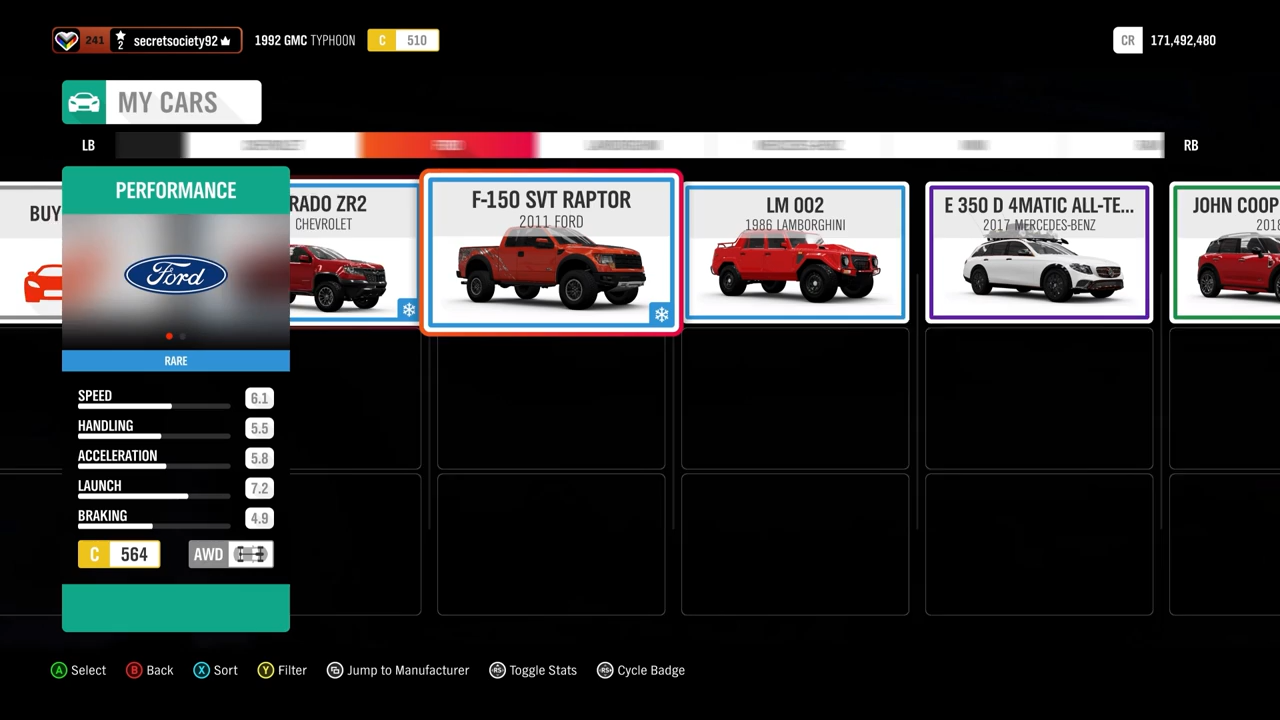 241 2 secretsociety92 1992 GMC TYPHOON C 510 CR 171,492,480
MY CARS
LB RB
PERFORMANCE
Ford
RARE
SPEED 6.1
HANDLING 5.5
ACCELERATION 5.8
LAUNCH 7.2
BRAKING 4.9
C 564 AWD
BUY
RADO ZR2
CHEVROLET
F-150 SVT RAPTOR
2011 FORD
LM 002
1986 LAMBORGHINI
E 350 D 4MATIC ALL-TE...
2017 MERCEDES-BENZ
JOHN COOP
2018
A Select B Back X Sort Y Filter Jump to Manufacturer RS Toggle Stats RS Cycle Badge